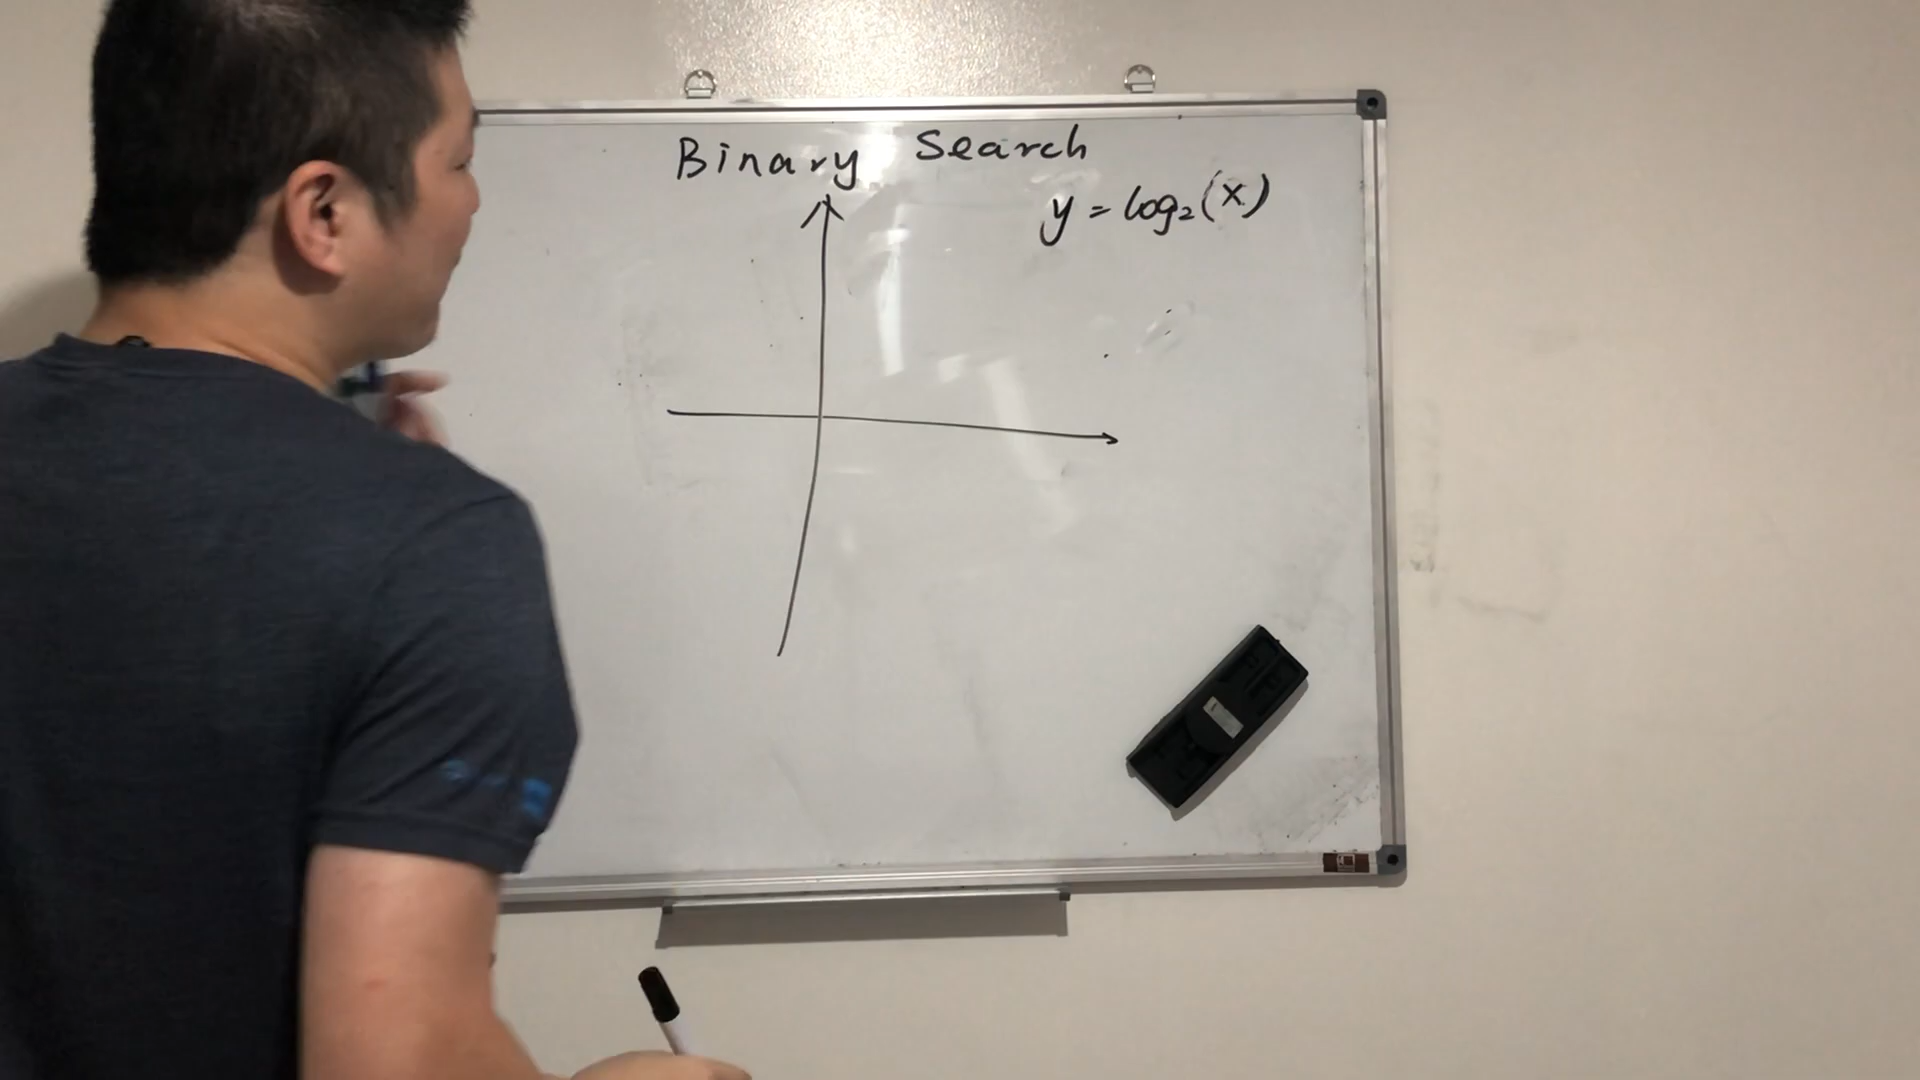 Binary Search
y = log₂(x)